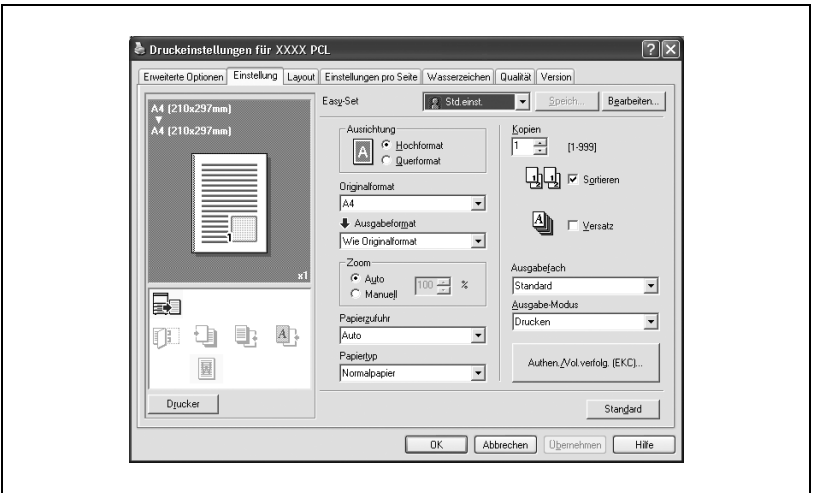 Druckeinstellungen für XXXX PCL
Erweiterte Optionen Einstellung Layout Einstellungen pro Seite Wasserzeichen Qualität Version
A4 (210x297mm)
A4 (210x297mm)
1
x1
Drucker
Easy-Set Std.einst. Speich... Bearbeiten...
Ausrichtung
A
Hochformat
Querformat
Originalformat
A4
Ausgabeformat
Wie Originalformat
Zoom
Auto
Manuell
100 %
Papierzufuhr
Auto
Papiertyp
Normalpapier
Kopien
1 [1-999]
Sortieren
Versatz
Ausgabefach
Standard
Ausgabe-Modus
Drucken
Authen./Vol.verfolg. (EKC)...
Standard
OK Abbrechen Übernehmen Hilfe